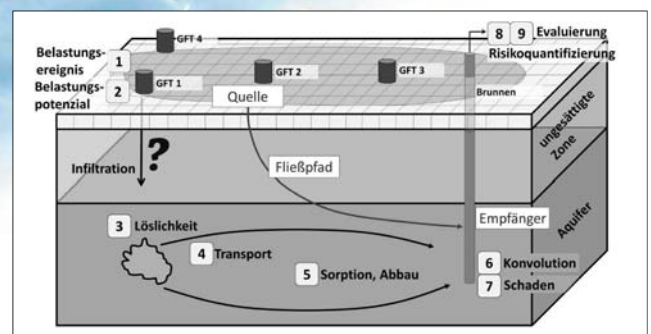 GFT 4
8 9 Evaluierung
Risikoquantifizierung
Belastungs-
1 ereignis
Belastungs-
2 potenzial
GFT 1
GFT 2
GFT 3
Quelle
Brunnen
ungesättigte
Zone
Infiltration
?
Fließpfad
Empfänger
Aquifer
3 Löslichkeit
4 Transport
5 Sorption, Abbau
6 Konvolution
7 Schaden